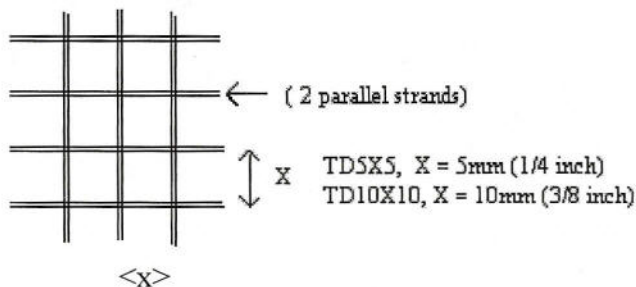 ( 2 parallel strands)
X
TD5X5, X = 5mm (1/4 inch)
TD10X10, X = 10mm (3/8 inch)
<x>